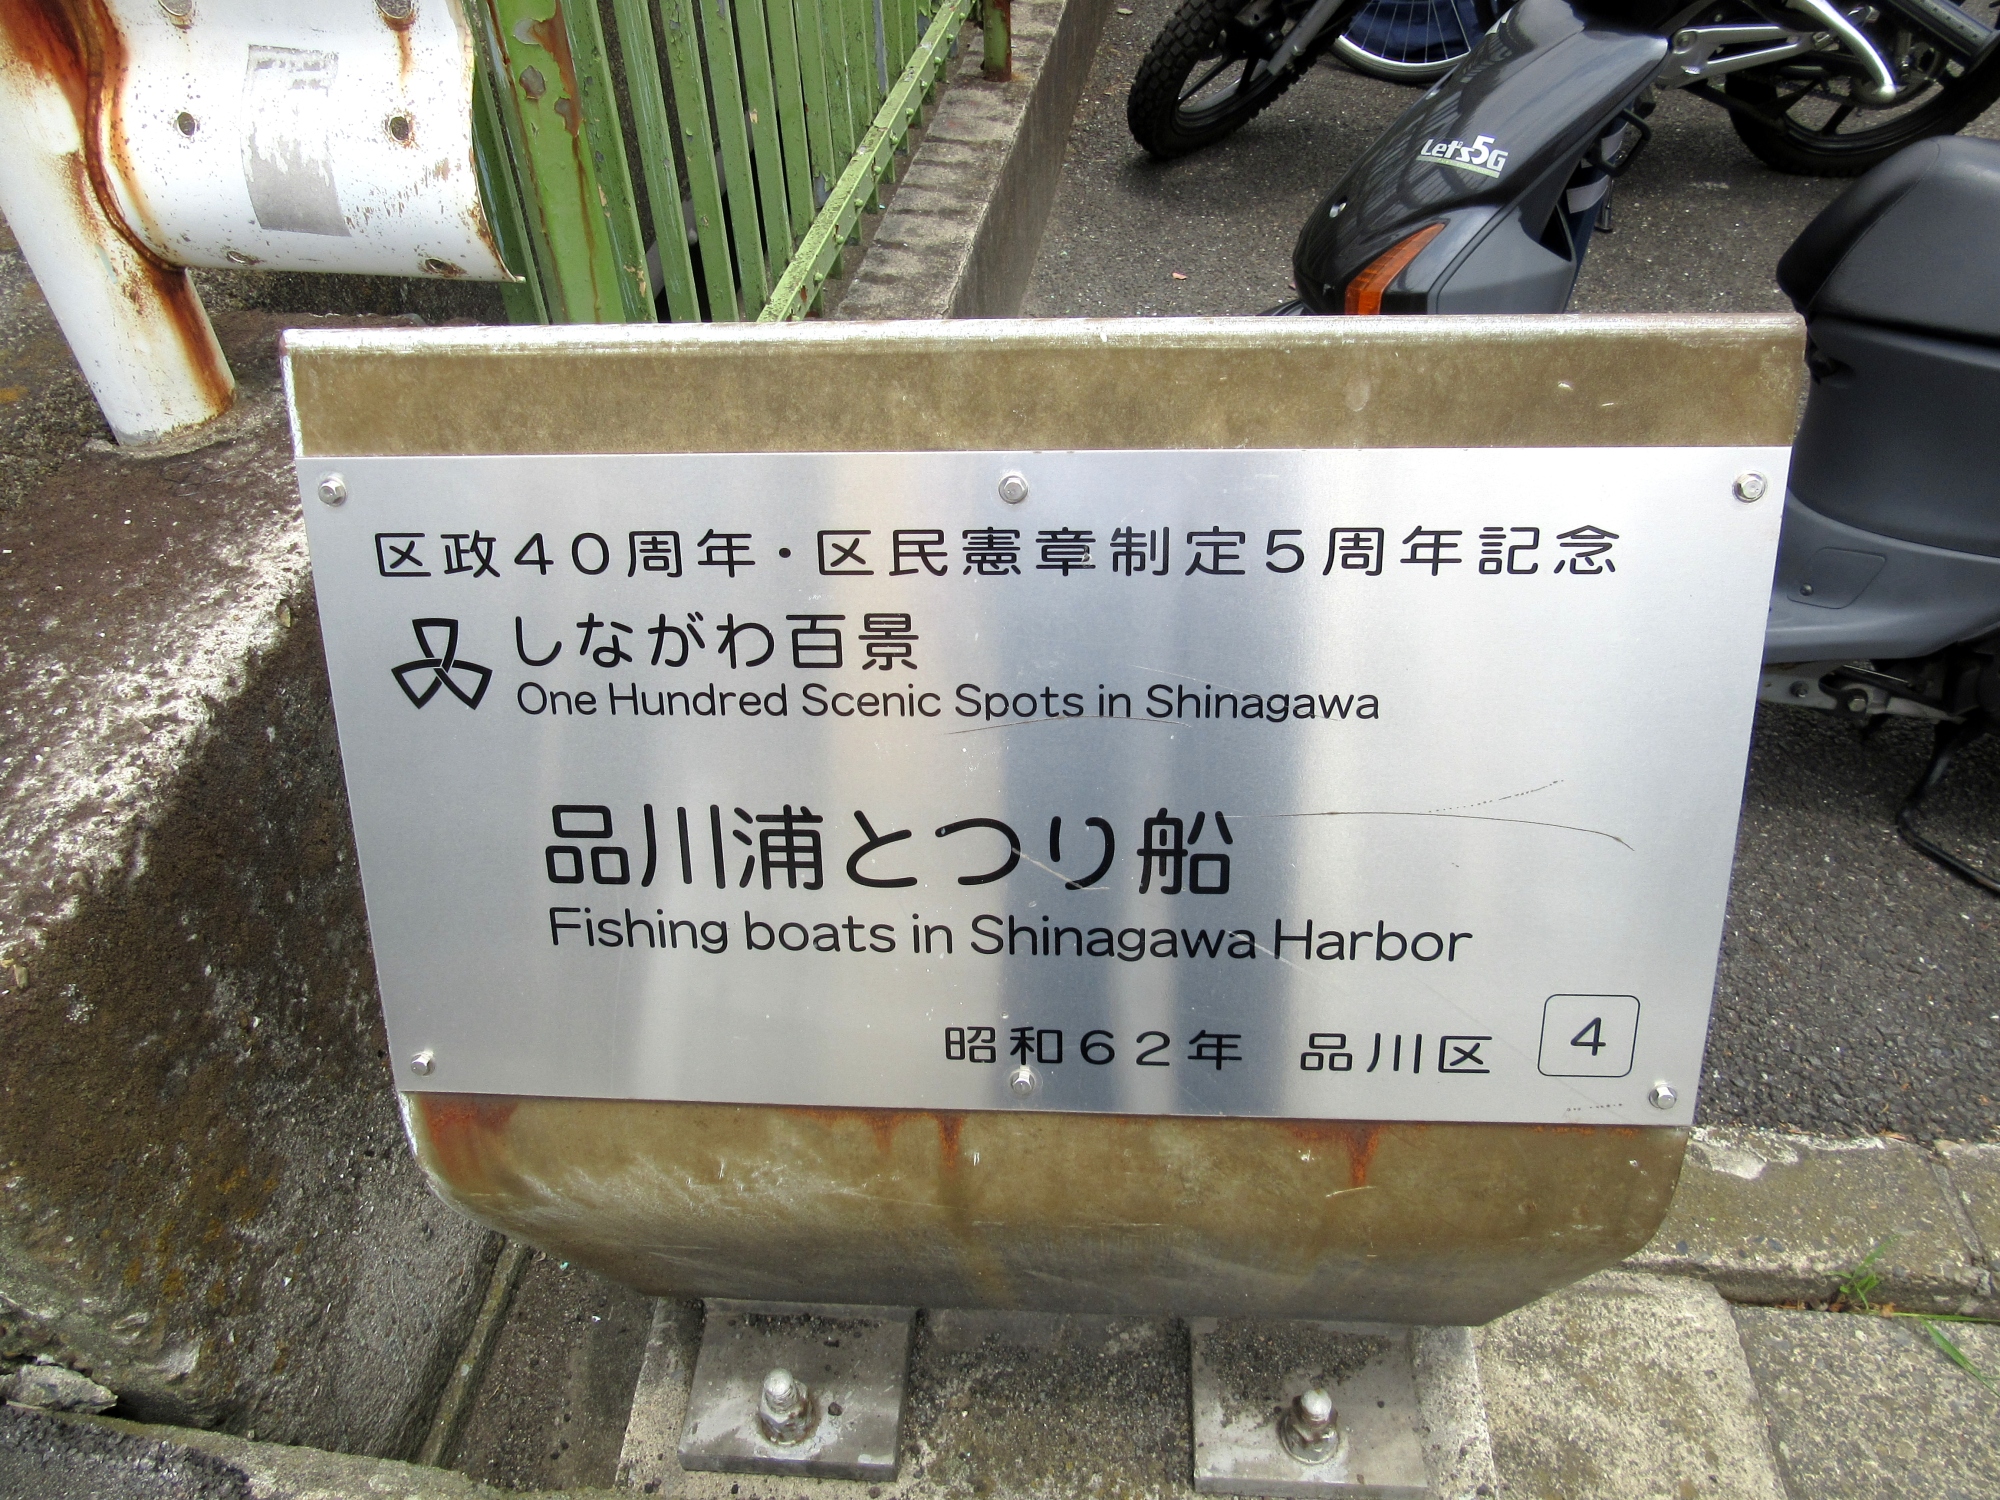 Let's5G
区政40周年・区民憲章制定5周年記念
しながわ百景
One Hundred Scenic Spots in Shinagawa
品川浦とつり船
Fishing boats in Shinagawa Harbor
昭和62年 品川区 4